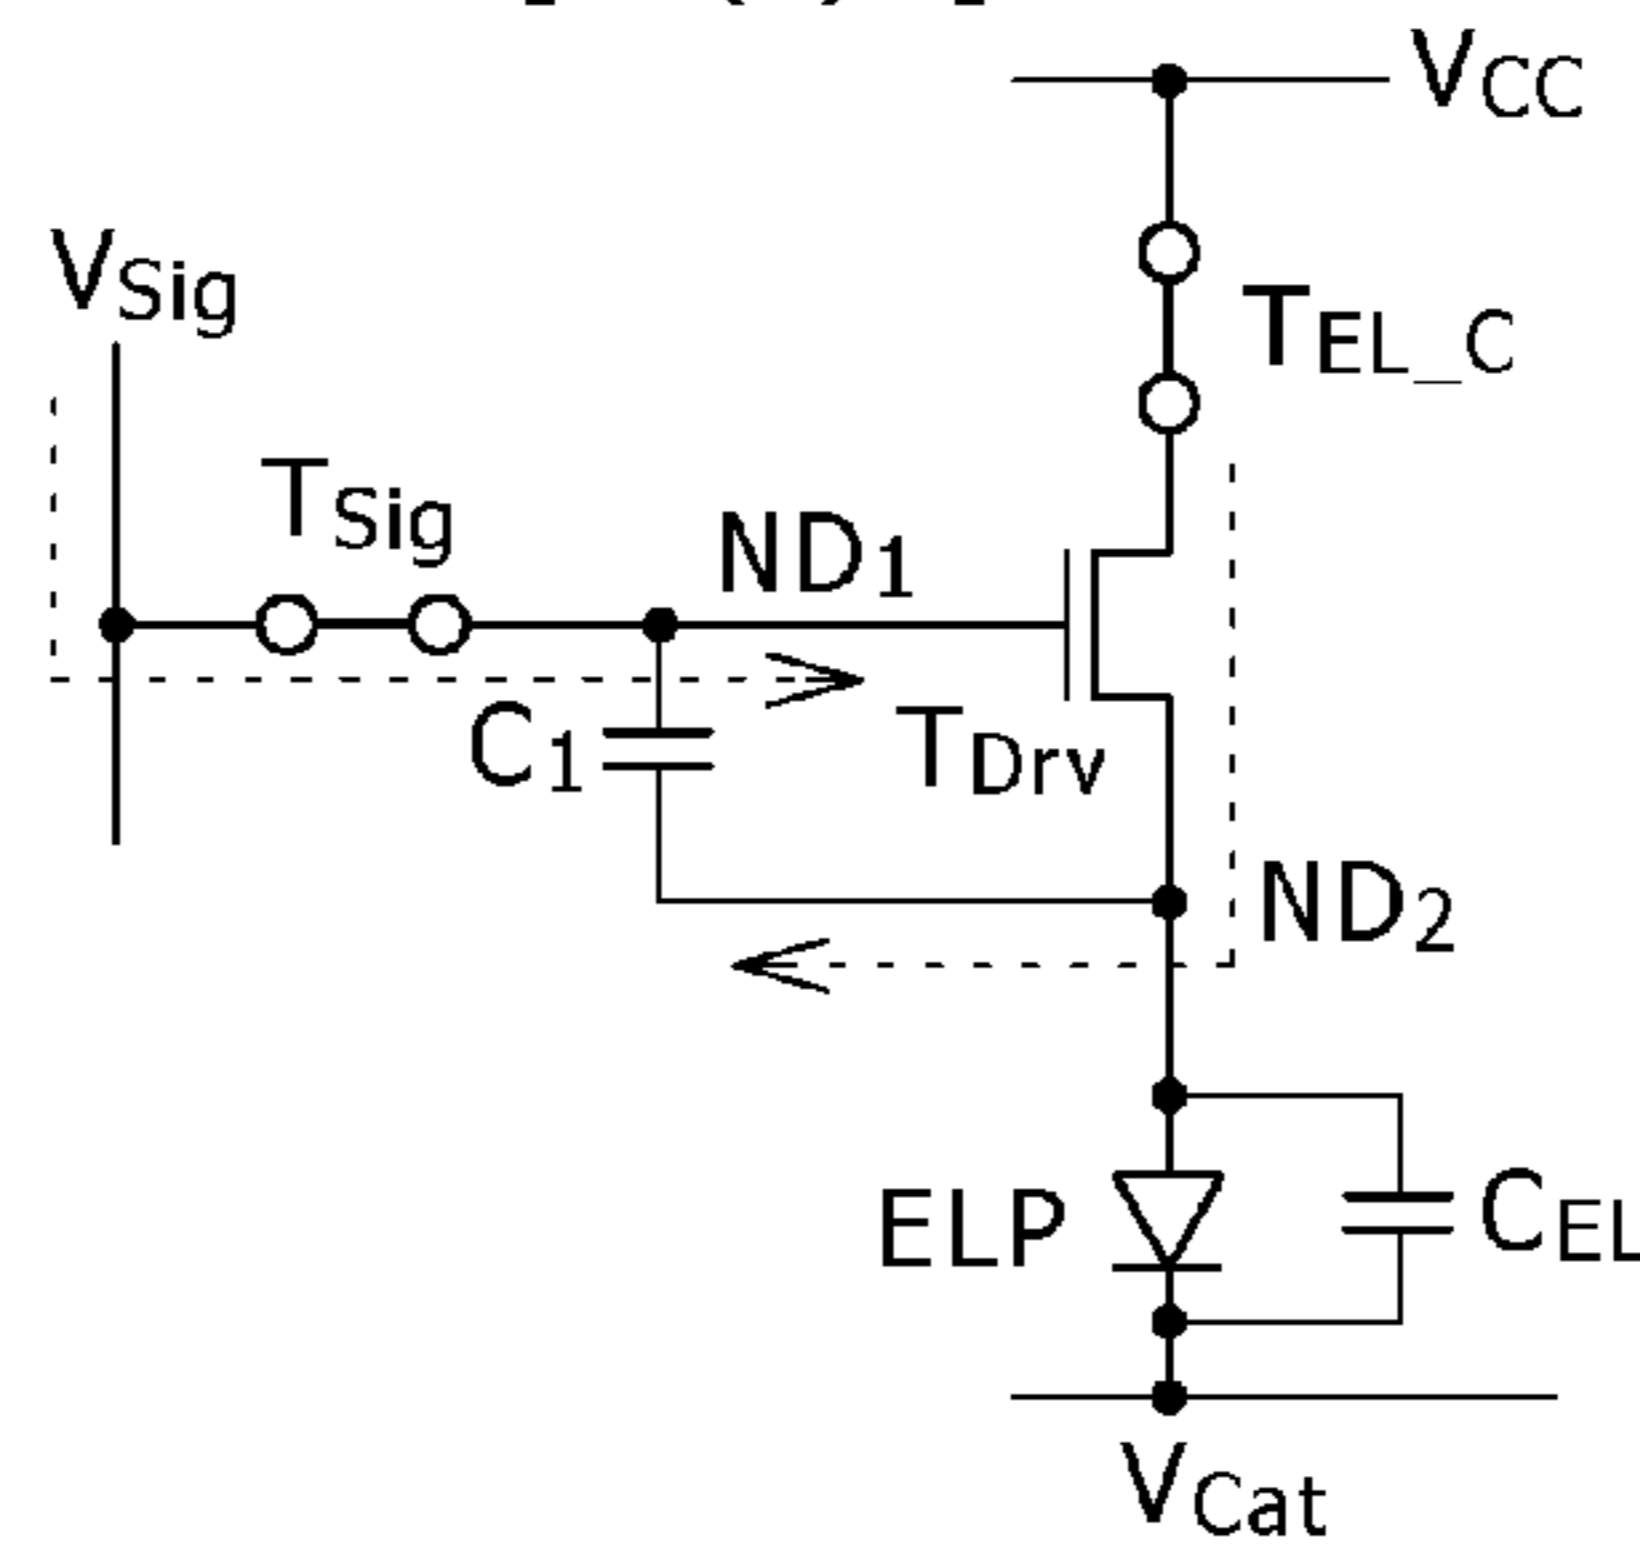 VCC
VSig
TEL_C
TSig
ND1
C1
TDrv
ND2
ELP
CEL
VCat